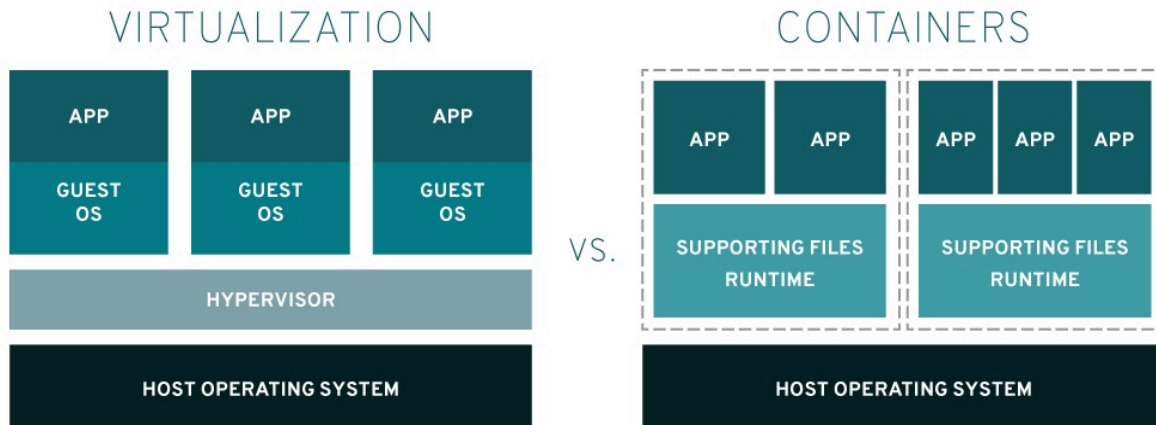 VIRTUALIZATION
APP
APP
APP
GUEST
OS
GUEST
OS
GUEST
OS
HYPERVISOR
HOST OPERATING SYSTEM
VS.
CONTAINERS
APP
APP
APP
APP
APP
SUPPORTING FILES
RUNTIME
SUPPORTING FILES
RUNTIME
HOST OPERATING SYSTEM